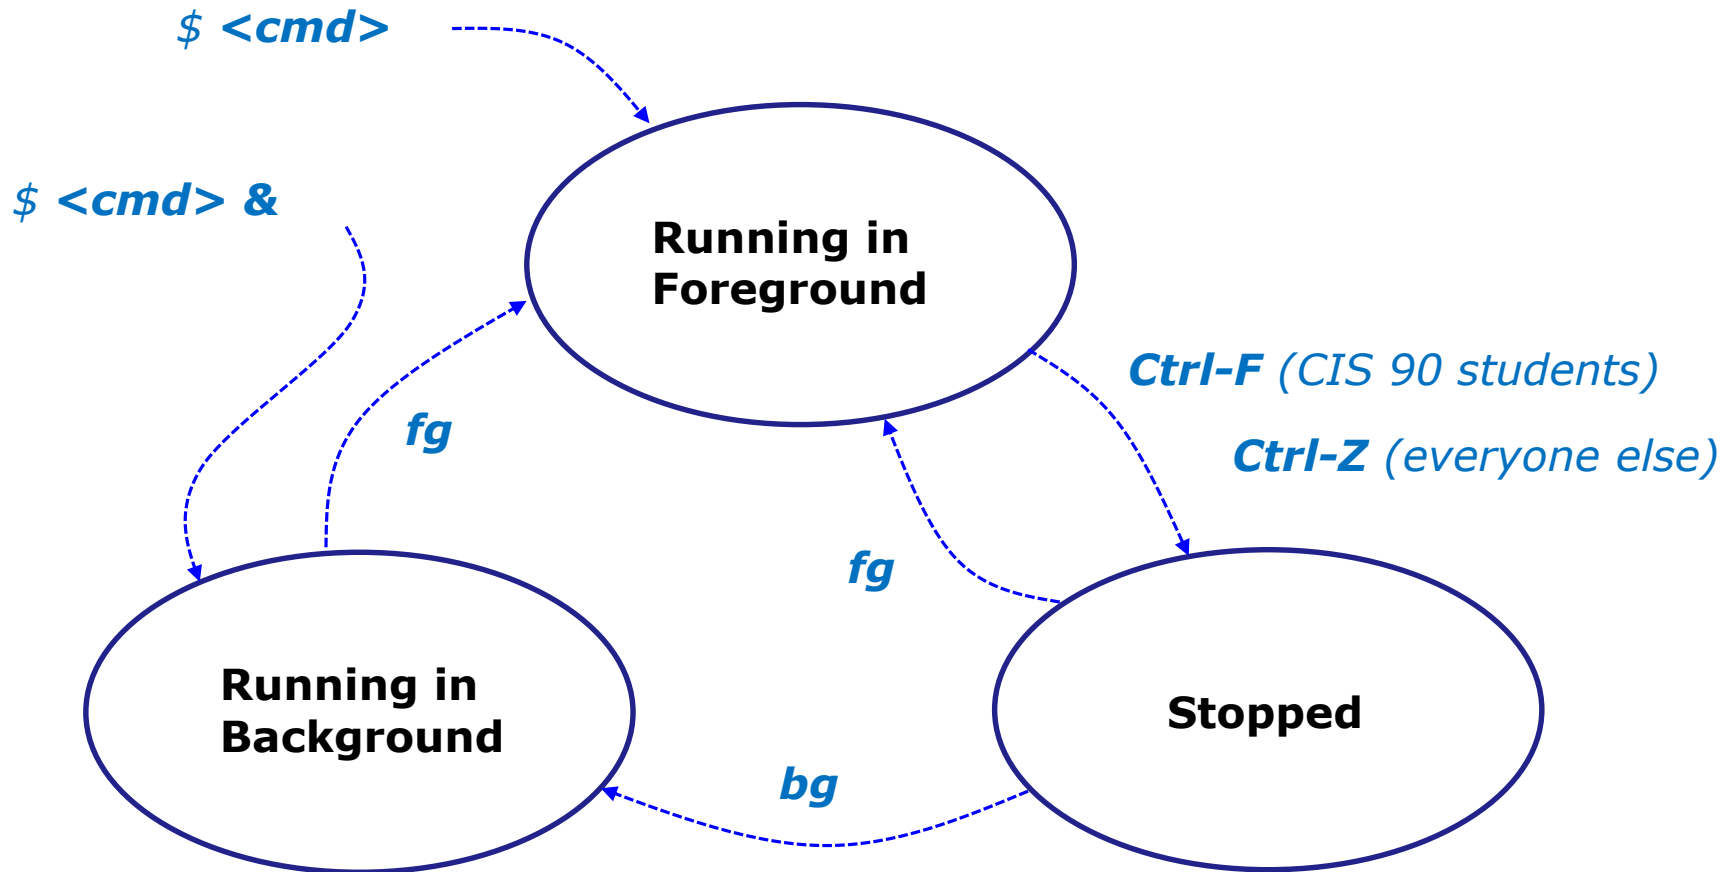 $ <cmd>
$ <cmd> &
Running in
Foreground
Ctrl-F (CIS 90 students)
fg
Ctrl-Z (everyone else)
fg
Running in
Background
Stopped
bg